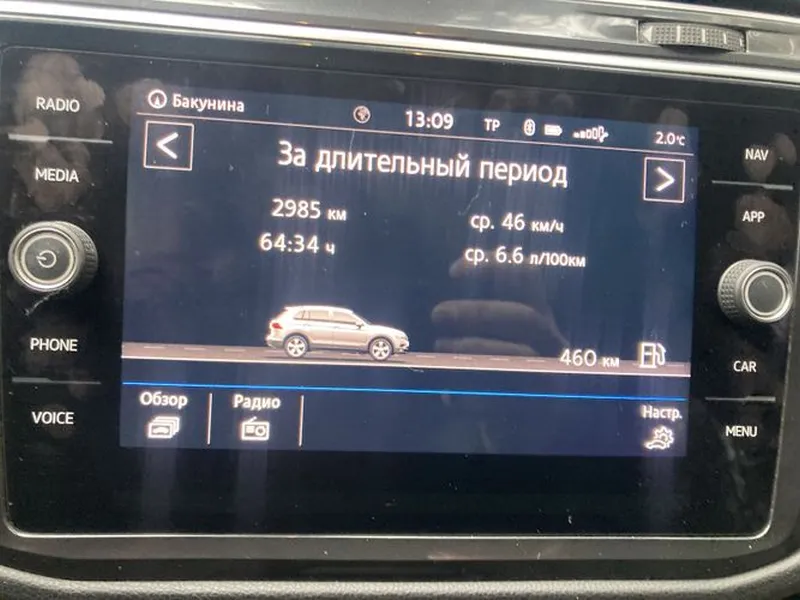 RADIO
MEDIA
PHONE
VOICE
Бакунина
13:09
TP
2.0°C
<
За длительный период
>
2985 км
ср. 46 км/ч
64:34 ч
ср. 6.6 л/100км
460 км
Обзор
Радио
Настр.
NAV
APP
CAR
MENU